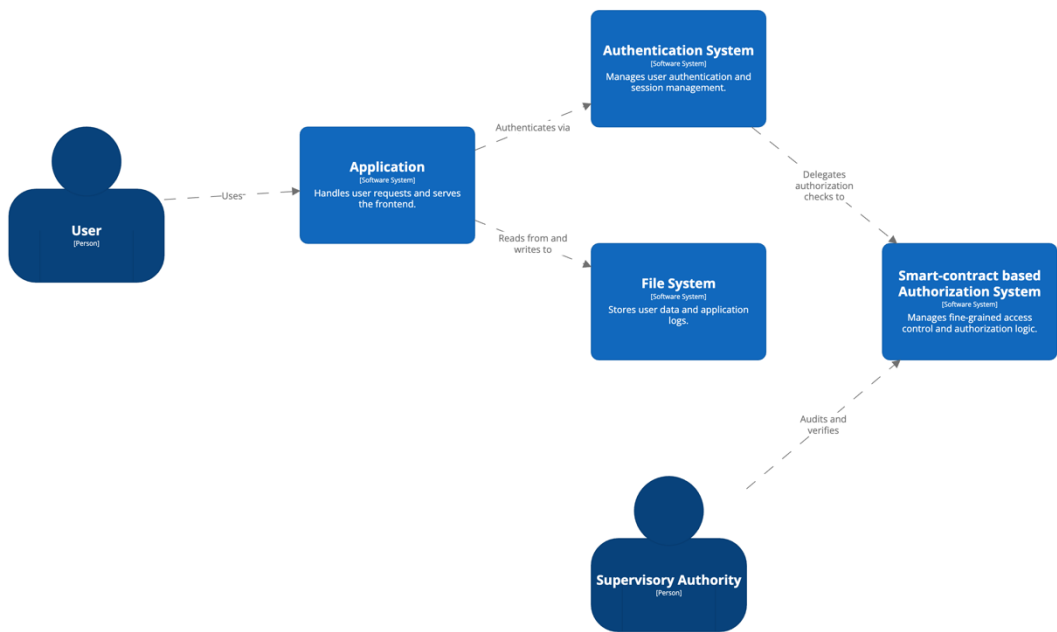 Authentication System
[Software System]
Manages user authentication and
session management.
Authenticates via
Delegates
authorization
checks to
Application
[Software System]
Handles user requests and serves
the frontend.
Uses
User
[Person]
Reads from and
writes to
File System
[Software System]
Stores user data and application
logs.
Smart-contract based
Authorization System
[Software System]
Manages fine-grained access
control and authorization logic.
Audits and
verifies
Supervisory Authority
[Person]